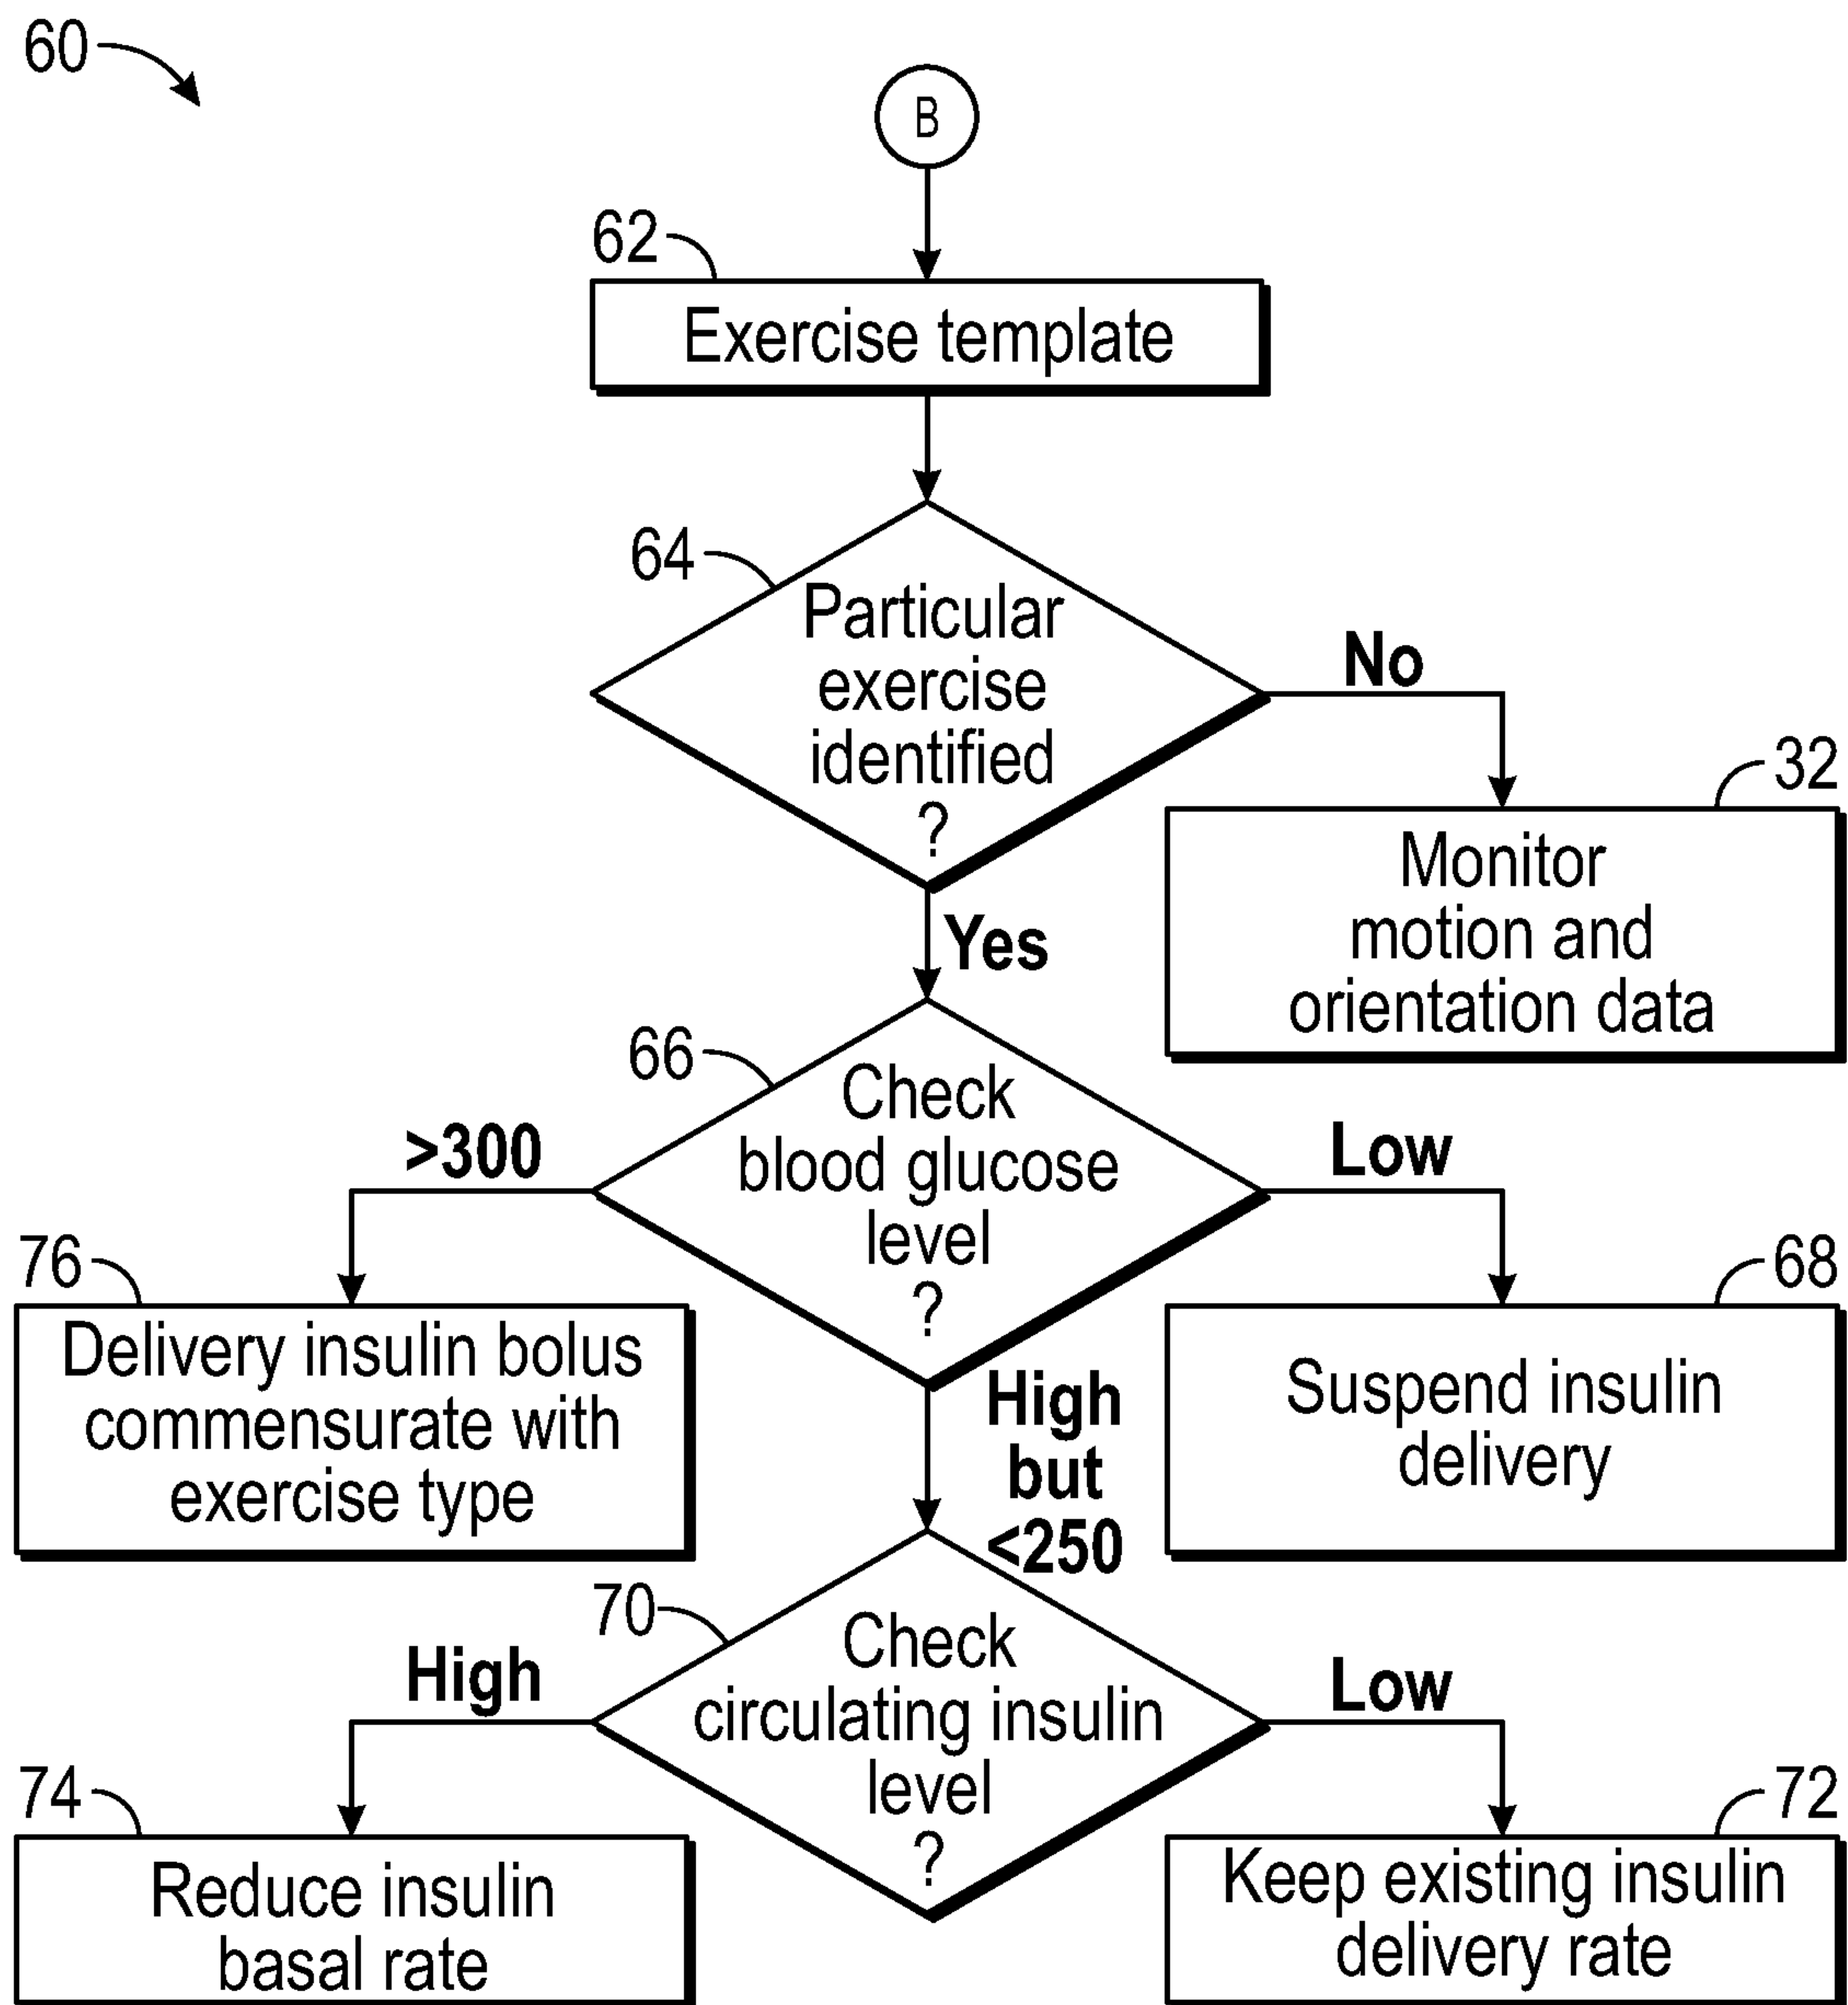 60
B
62
Exercise template
64
Particular
exercise
identified
?
No
32
Monitor
motion and
orientation data
Yes
66
Check
blood glucose
level
?
>300
Low
76
Delivery insulin bolus
commensurate with
exercise type
68
Suspend insulin
delivery
High
but
<250
70
Check
circulating insulin
level
?
High
Low
74
Reduce insulin
basal rate
72
Keep existing insulin
delivery rate